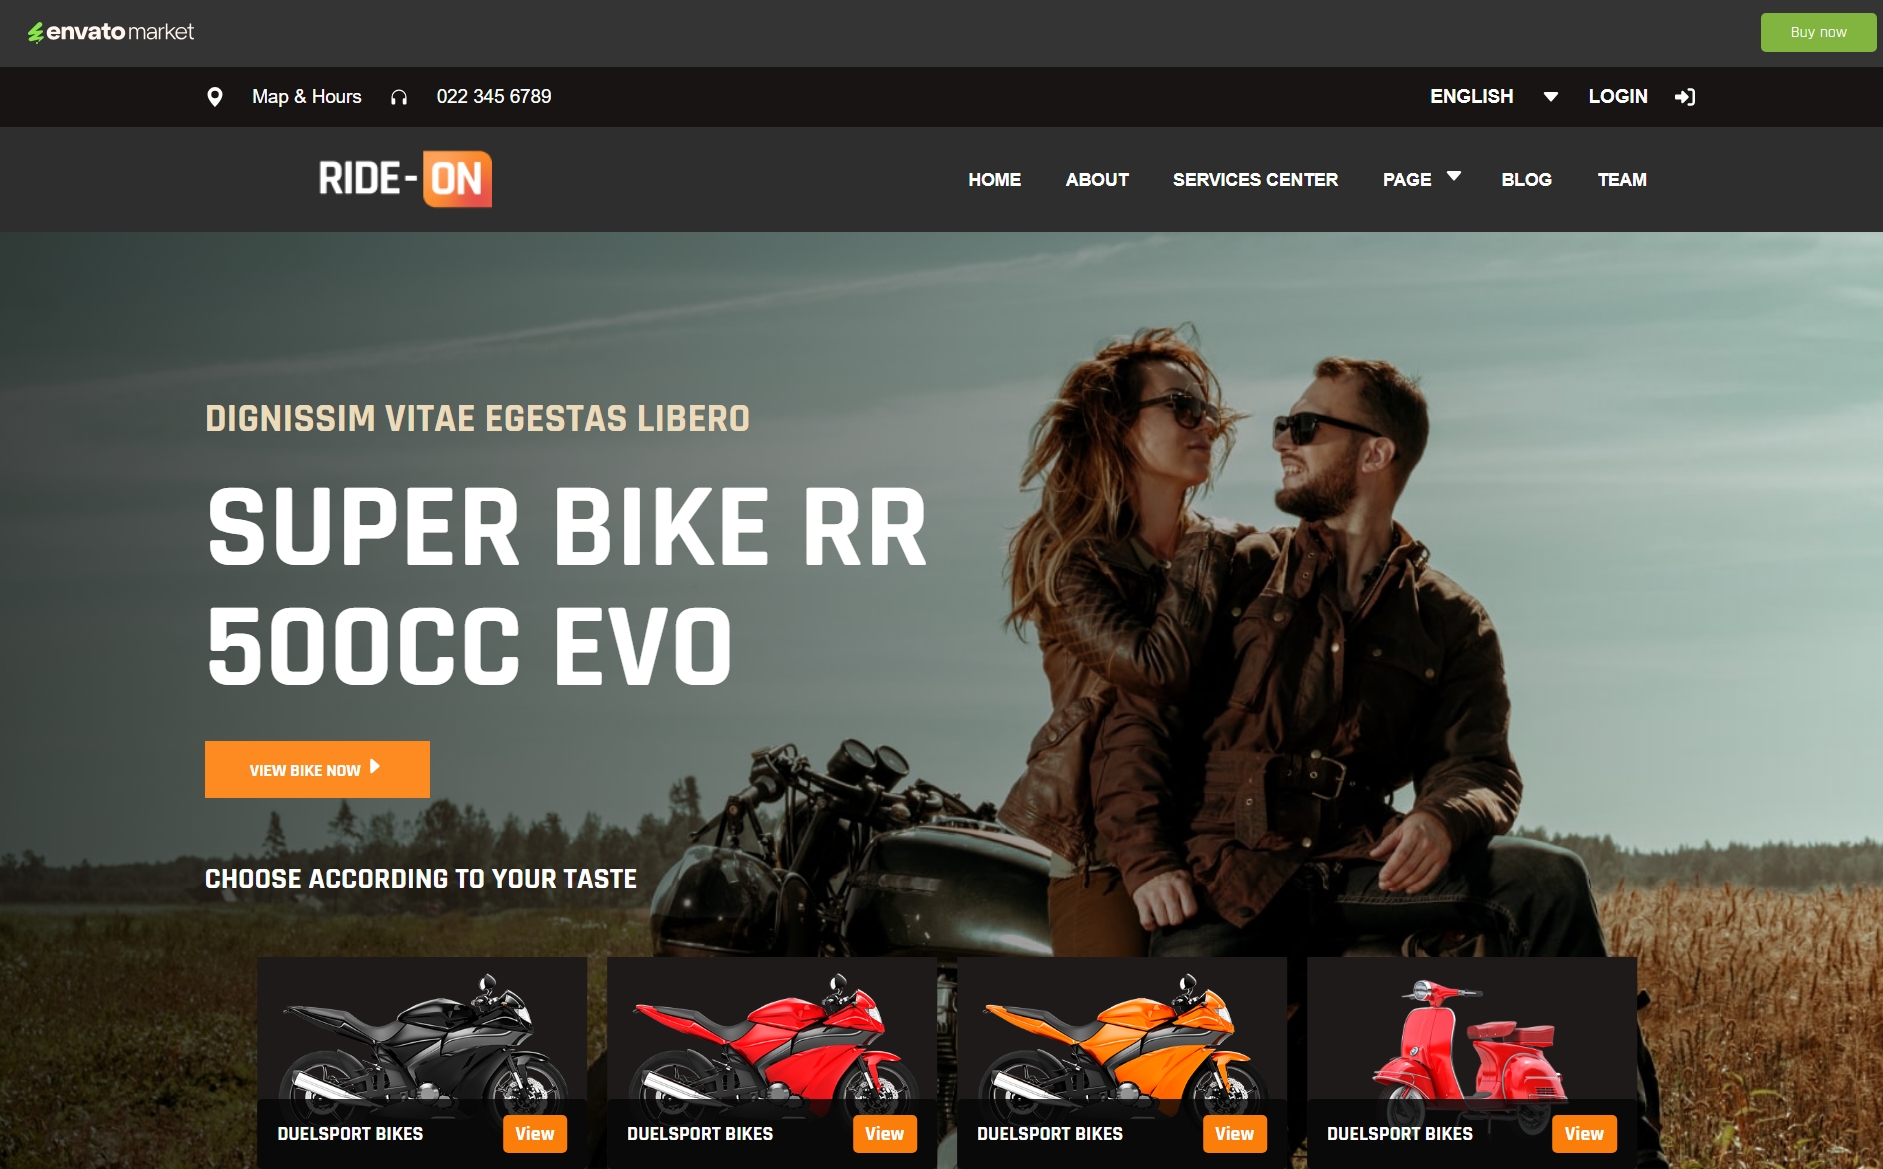 envato market
Buy now
Map & Hours 022 345 6789
ENGLISH LOGIN
RIDE-ON
HOME ABOUT SERVICES CENTER PAGE BLOG TEAM
DIGNISSIM VITAE EGESTAS LIBERO
SUPER BIKE RR
500CC EVO
VIEW BIKE NOW
CHOOSE ACCORDING TO YOUR TASTE
DUELSPORT BIKES View
DUELSPORT BIKES View
DUELSPORT BIKES View
DUELSPORT BIKES View